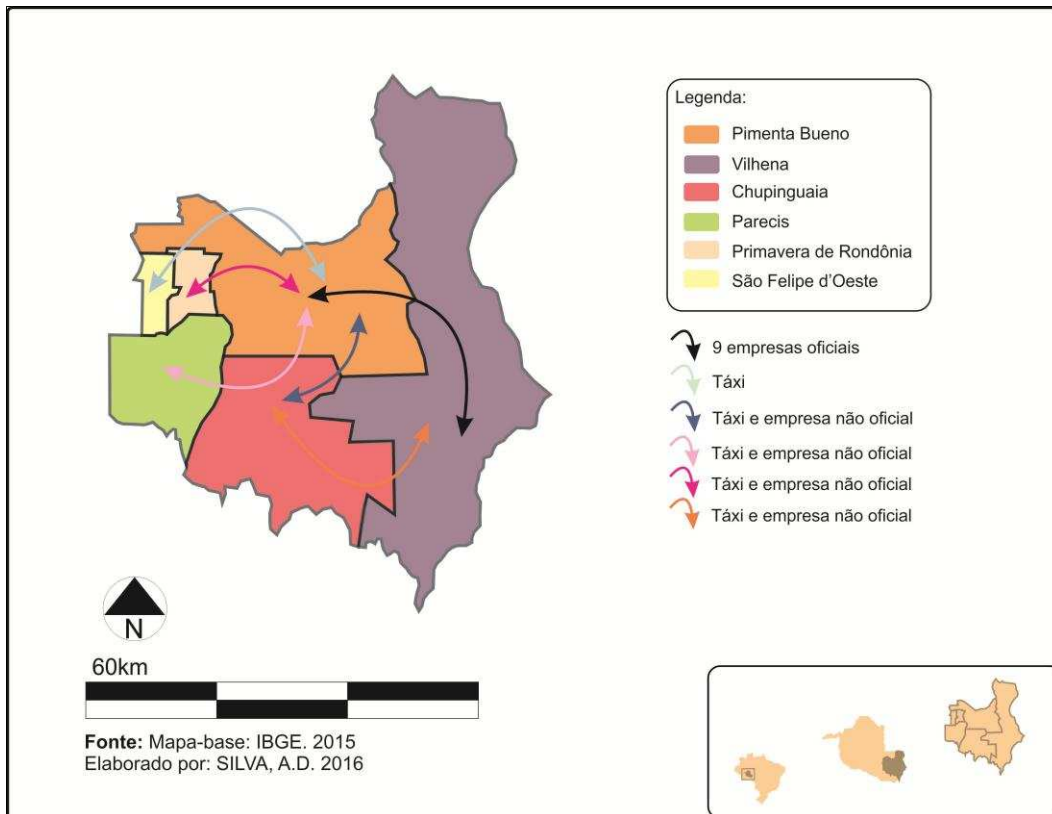 Legenda:
Pimenta Bueno
Vilhena
Chupinguaia
Parecis
Primavera de Rondônia
São Felipe d'Oeste
9 empresas oficiais
Táxi
Táxi e empresa não oficial
Táxi e empresa não oficial
Táxi e empresa não oficial
Táxi e empresa não oficial
N
60km
Fonte: Mapa-base: IBGE. 2015
Elaborado por: SILVA, A.D. 2016